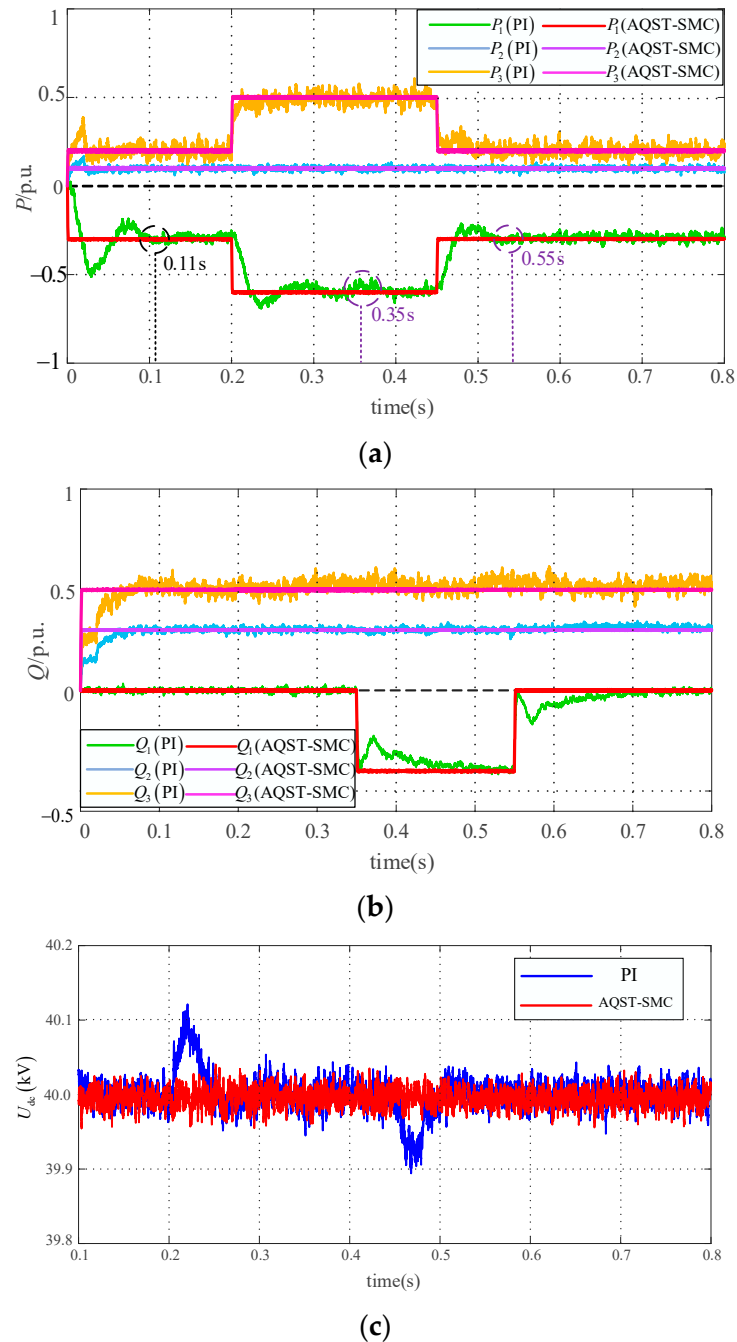 P₁(PI) P₁(AQST-SMC)
P₂(PI) P₂(AQST-SMC)
P₃(PI) P₃(AQST-SMC)
1
0.5
0
−0.5
−1
P/p.u.
0.11s
0.35s
0.55s
0 0.1 0.2 0.3 0.4 0.5 0.6 0.7 0.8
time(s)
(a)
1
0.5
0
−0.5
Q/p.u.
Q₁(PI) Q₁(AQST-SMC)
Q₂(PI) Q₂(AQST-SMC)
Q₃(PI) Q₃(AQST-SMC)
0 0.1 0.2 0.3 0.4 0.5 0.6 0.7 0.8
time(s)
(b)
40.2
40.1
40.0
39.9
39.8
U_dc (kV)
PI
AQST-SMC
0.1 0.2 0.3 0.4 0.5 0.6 0.7 0.8
time(s)
(c)